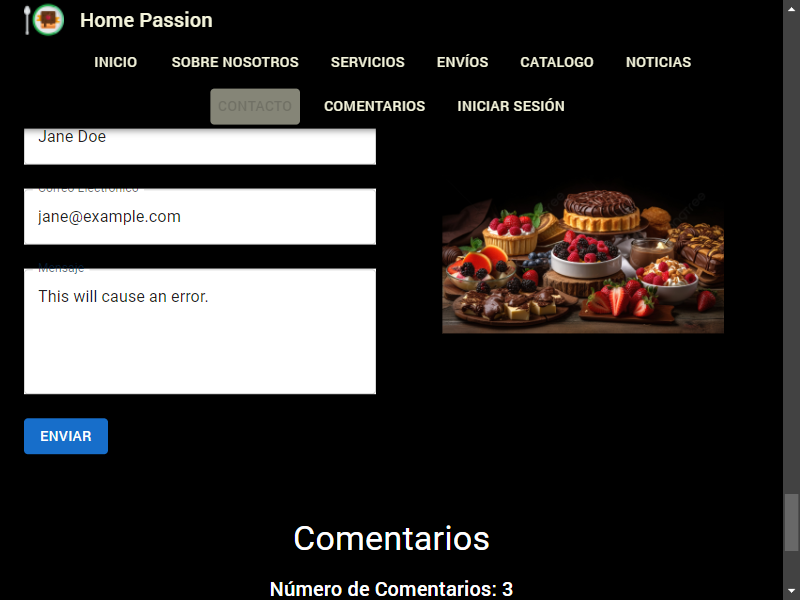 Home Passion
INICIO SOBRE NOSOTROS SERVICIOS ENVÍOS CATALOGO NOTICIAS
CONTACTO COMENTARIOS INICIAR SESIÓN
Jane Doe
Correo Electrónico
jane@example.com
Mensaje
This will cause an error.
ENVIAR
Comentarios
Número de Comentarios: 3